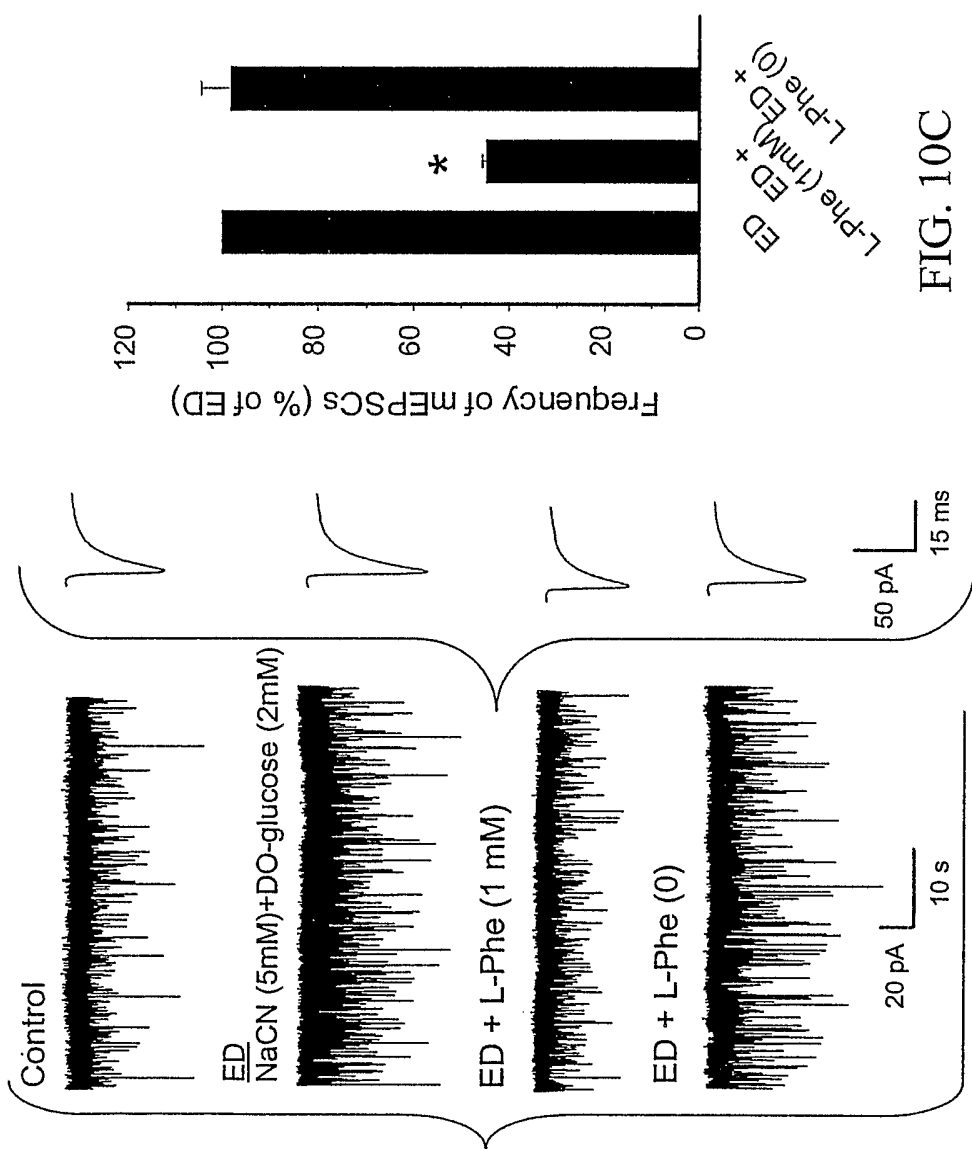 Control
ED
NaCN (5mM)+DO-glucose (2mM)
ED + L-Phe (1 mM)
ED + L-Phe (0)
20 pA
10 s
50 pA
15 ms
Frequency of mEPSCs (% of ED)
120
100
80
60
40
20
0
*
ED
ED +
L-Phe (1mM)
ED +
L-Phe (0)
FIG. 10C